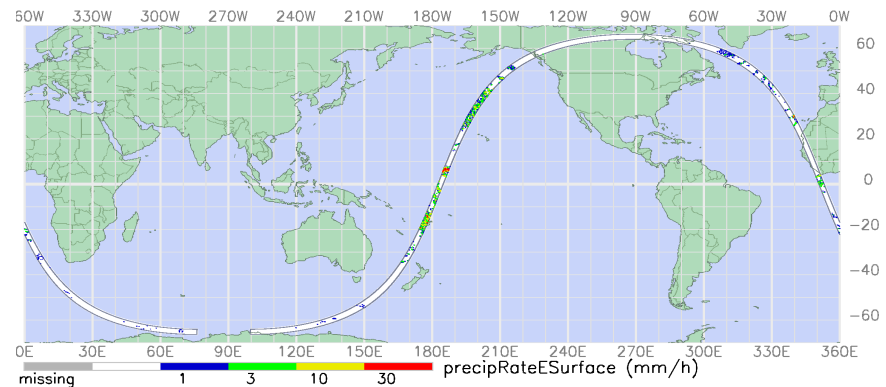 60W 330W 300W 270W 240W 210W 180W 150W 120W 90W 60W 30W 0W
60
40
20
0
−20
−40
−60
0E 30E 60E 90E 120E 150E 180E 210E 240E 270E 300E 330E 360E
missing 1 3 10 30 precipRateESurface (mm/h)